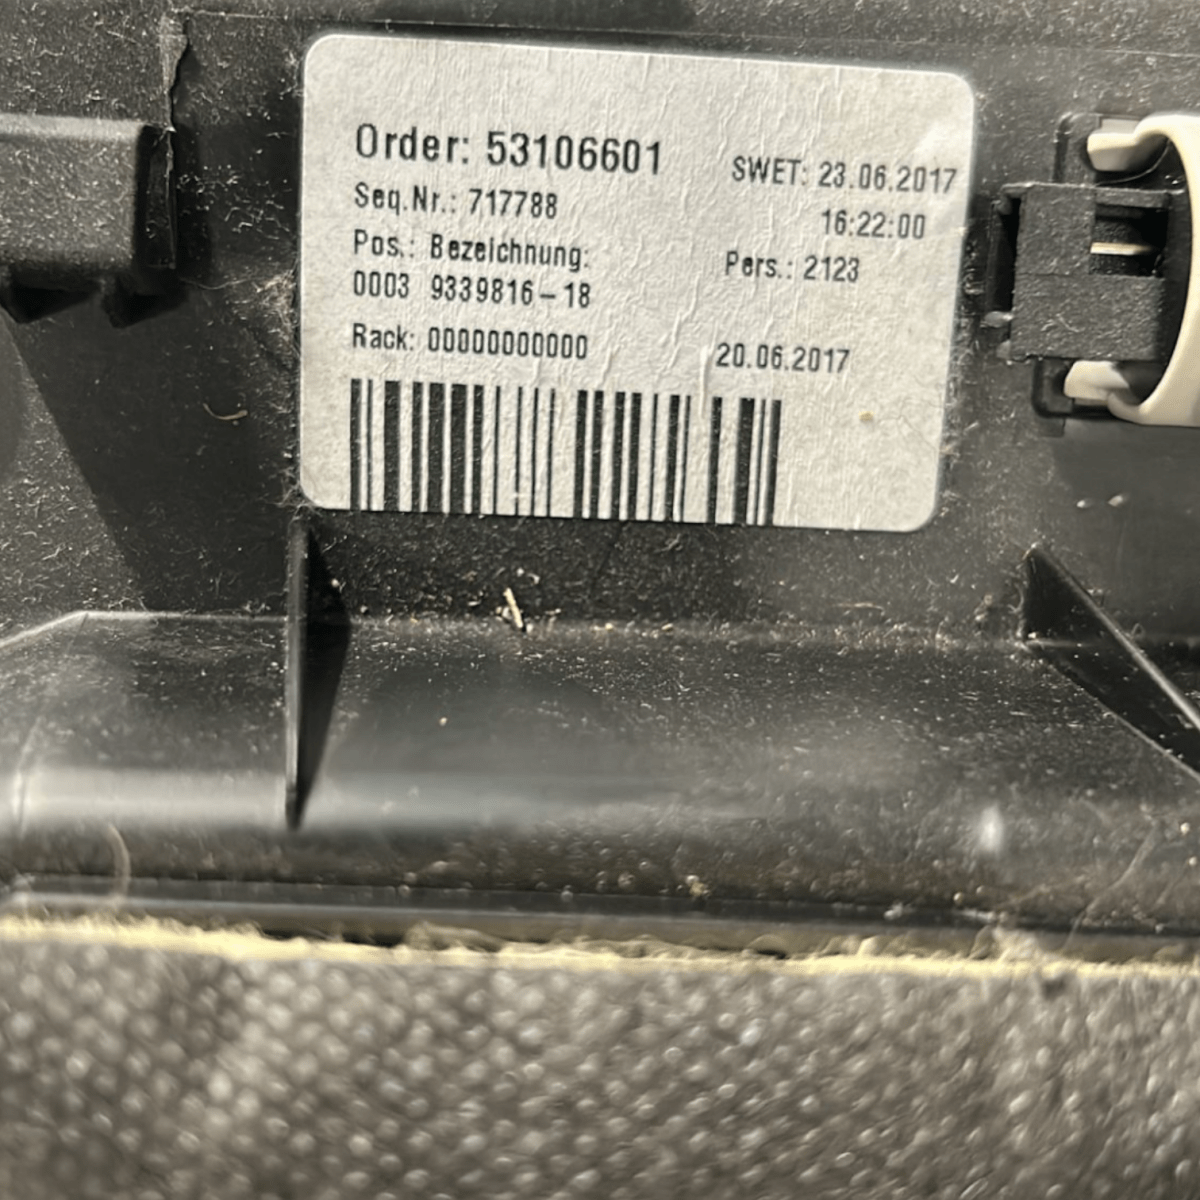 Order: 53106601
SWET: 23.06.2017
Seq.Nr.: 717788
16:22:00
Pos.: Bezeichnung:
Pers.: 2123
0003 9339816-18
Rack: 00000000000
20.06.2017